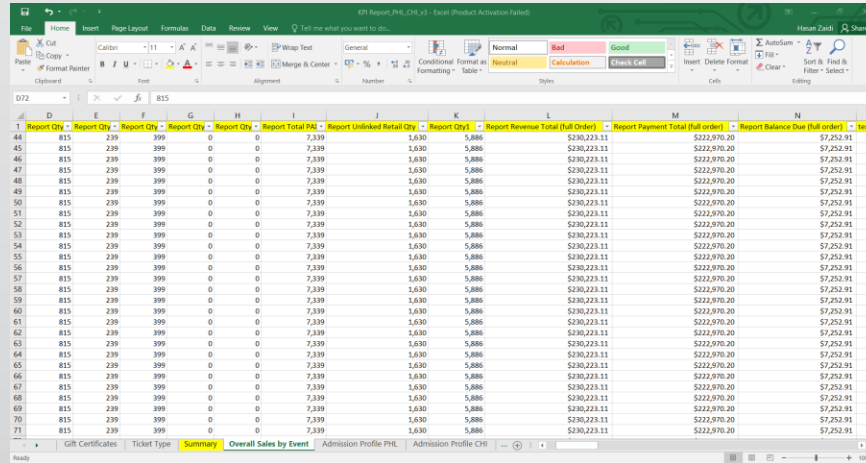 KPI Report_PHL_CHI_v3 - Excel (Product Activation Failed)
File Home Insert Page Layout Formulas Data Review View Tell me what you want to do... Hasan Zaidi Share
Cut Calibri 11 Wrap Text General Normal Bad Good AutoSum
Copy Fill
Paste Format Painter B I U Merge & Center % Conditional Formatting Format as Table Neutral Calculation Check Cell Insert Delete Format Clear Sort & Filter Find & Select
Clipboard Font Alignment Number Styles Cells Editing
D72 fx 815
D E F G H I J K L M N
1 Report Qty Report Qty Report Qty Report Qty Report Qty Report Total PAI Report Unlinked Retail Qty Report Qty1 Report Revenue Total (full Order) Report Payment Total (full order) Report Balance Due (full order)
44 815 239 399 0 0 7,339 1,630 5,886 $230,223.11 $222,970.20 $7,252.91
45 815 239 399 0 0 7,339 1,630 5,886 $230,223.11 $222,970.20 $7,252.91
46 815 239 399 0 0 7,339 1,630 5,886 $230,223.11 $222,970.20 $7,252.91
47 815 239 399 0 0 7,339 1,630 5,886 $230,223.11 $222,970.20 $7,252.91
48 815 239 399 0 0 7,339 1,630 5,886 $230,223.11 $222,970.20 $7,252.91
49 815 239 399 0 0 7,339 1,630 5,886 $230,223.11 $222,970.20 $7,252.91
50 815 239 399 0 0 7,339 1,630 5,886 $230,223.11 $222,970.20 $7,252.91
51 815 239 399 0 0 7,339 1,630 5,886 $230,223.11 $222,970.20 $7,252.91
52 815 239 399 0 0 7,339 1,630 5,886 $230,223.11 $222,970.20 $7,252.91
53 815 239 399 0 0 7,339 1,630 5,886 $230,223.11 $222,970.20 $7,252.91
54 815 239 399 0 0 7,339 1,630 5,886 $230,223.11 $222,970.20 $7,252.91
55 815 239 399 0 0 7,339 1,630 5,886 $230,223.11 $222,970.20 $7,252.91
56 815 239 399 0 0 7,339 1,630 5,886 $230,223.11 $222,970.20 $7,252.91
57 815 239 399 0 0 7,339 1,630 5,886 $230,223.11 $222,970.20 $7,252.91
58 815 239 399 0 0 7,339 1,630 5,886 $230,223.11 $222,970.20 $7,252.91
59 815 239 399 0 0 7,339 1,630 5,886 $230,223.11 $222,970.20 $7,252.91
60 815 239 399 0 0 7,339 1,630 5,886 $230,223.11 $222,970.20 $7,252.91
61 815 239 399 0 0 7,339 1,630 5,886 $230,223.11 $222,970.20 $7,252.91
62 815 239 399 0 0 7,339 1,630 5,886 $230,223.11 $222,970.20 $7,252.91
63 815 239 399 0 0 7,339 1,630 5,886 $230,223.11 $222,970.20 $7,252.91
64 815 239 399 0 0 7,339 1,630 5,886 $230,223.11 $222,970.20 $7,252.91
65 815 239 399 0 0 7,339 1,630 5,886 $230,223.11 $222,970.20 $7,252.91
66 815 239 399 0 0 7,339 1,630 5,886 $230,223.11 $222,970.20 $7,252.91
67 815 239 399 0 0 7,339 1,630 5,886 $230,223.11 $222,970.20 $7,252.91
68 815 239 399 0 0 7,339 1,630 5,886 $230,223.11 $222,970.20 $7,252.91
69 815 239 399 0 0 7,339 1,630 5,886 $230,223.11 $222,970.20 $7,252.91
70 815 239 399 0 0 7,339 1,630 5,886 $230,223.11 $222,970.20 $7,252.91
71 815 239 399 0 0 7,339 1,630 5,886 $230,223.11 $222,970.20 $7,252.91
Gift Certificates Ticket Type Summary Overall Sales by Event Admission Profile PHL Admission Profile CHI ...
Ready